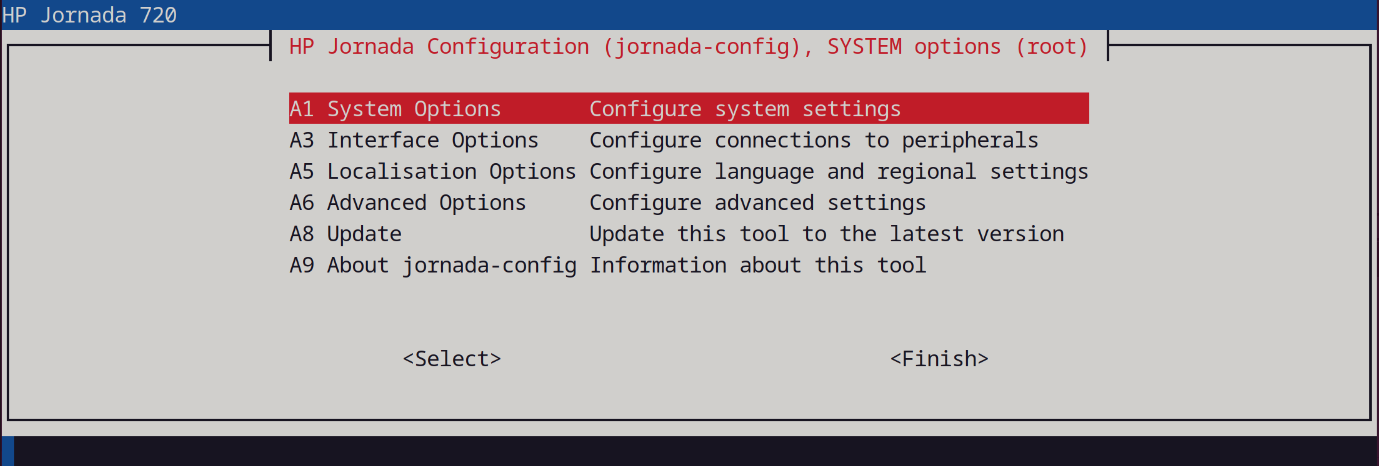 HP Jornada 720
HP Jornada Configuration (jornada-config), SYSTEM options (root)
A1 System Options       Configure system settings
A3 Interface Options    Configure connections to peripherals
A5 Localisation Options Configure language and regional settings
A6 Advanced Options     Configure advanced settings
A8 Update               Update this tool to the latest version
A9 About jornada-config Information about this tool
<Select>                               <Finish>